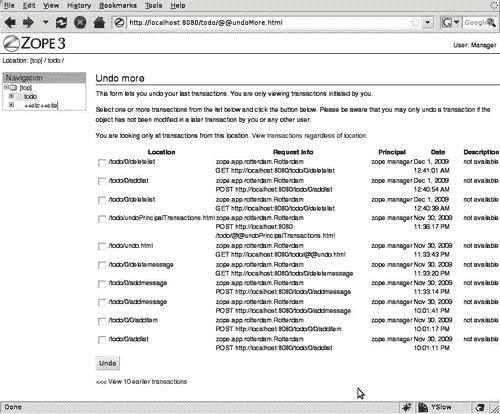 File Edit View History Bookmarks Tools Help
http://localhost:8080/todo/@@undoMore.html
Google
ZOPE 3
User: Manager
Location: [top] / todo /
Navigation
[top]
todo
++etc++site
Undo more
This form lets you undo your last transactions. You are only viewing transactions initiated by you.
Select one or more transactions from the list below and click the button below. Please be aware that you may only undo a transaction if the
object has not been modified in a later transaction by you or any other user.
You are looking only at transactions from this location. View transactions regardless of location.
Location Request info Principal Date Description
/todo/0/deletelist zope.app.rotterdam.Rotterdam zope.manager Dec 1, 2009 not available
GET http://localhost:8080/todo/0/deletelist 12:41:01 AM
/todo/0/addlist zope.app.rotterdam.Rotterdam zope.manager Dec 1, 2009 not available
POST http://localhost:8080/todo/0/addlist 12:40:54 AM
/todo/0/deletelist zope.app.rotterdam.Rotterdam zope.manager Dec 1, 2009 not available
GET http://localhost:8080/todo/0/deletelist 12:40:39 AM
/todo/undoPrincipalTransactions.html zope.app.rotterdam.Rotterdam zope.manager Nov 30, 2009 not available
POST http://localhost:8080 11:36:17 PM
/todo/@@undoPrincipalTransactions.html
/todo/undo.html zope.app.rotterdam.Rotterdam zope.manager Nov 30, 2009 not available
GET http://localhost:8080/todo/@@undo.html 11:33:43 PM
/todo/0/deletemessage zope.app.rotterdam.Rotterdam zope.manager Nov 30, 2009 not available
GET http://localhost:8080/todo/0/deletemessage 11:33:20 PM
/todo/0/addmessage zope.app.rotterdam.Rotterdam zope.manager Nov 30, 2009 not available
POST http://localhost:8080/todo/0/addmessage 11:33:14 PM
/todo/0/addmessage zope.app.rotterdam.Rotterdam zope.manager Nov 30, 2009 not available
POST http://localhost:8080/todo/0/addmessage 10:01:41 PM
/todo/0/0/additem zope.app.rotterdam.Rotterdam zope.manager Nov 30, 2009 not available
POST http://localhost:8080/todo/0/0/additem 10:01:17 PM
/todo/0/addlist zope.app.rotterdam.Rotterdam zope.manager Nov 30, 2009 not available
POST http://localhost:8080/todo/0/addlist 10:01:11 PM
Undo
<<< View 10 earlier transactions
Done
YSlow